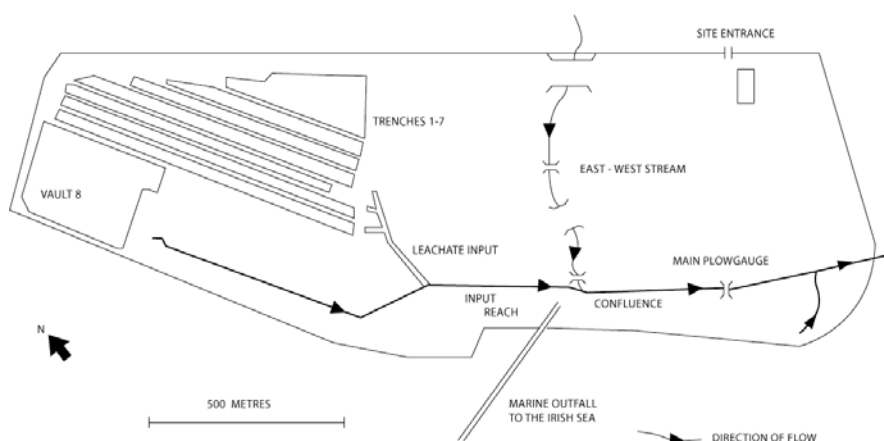 SITE ENTRANCE
TRENCHES 1-7
EAST - WEST STREAM
VAULT 8
LEACHATE INPUT
MAIN PLOWGAUGE
INPUT
REACH
CONFLUENCE
N
500 METRES
MARINE OUTFALL
TO THE IRISH SEA
DIRECTION OF FLOW